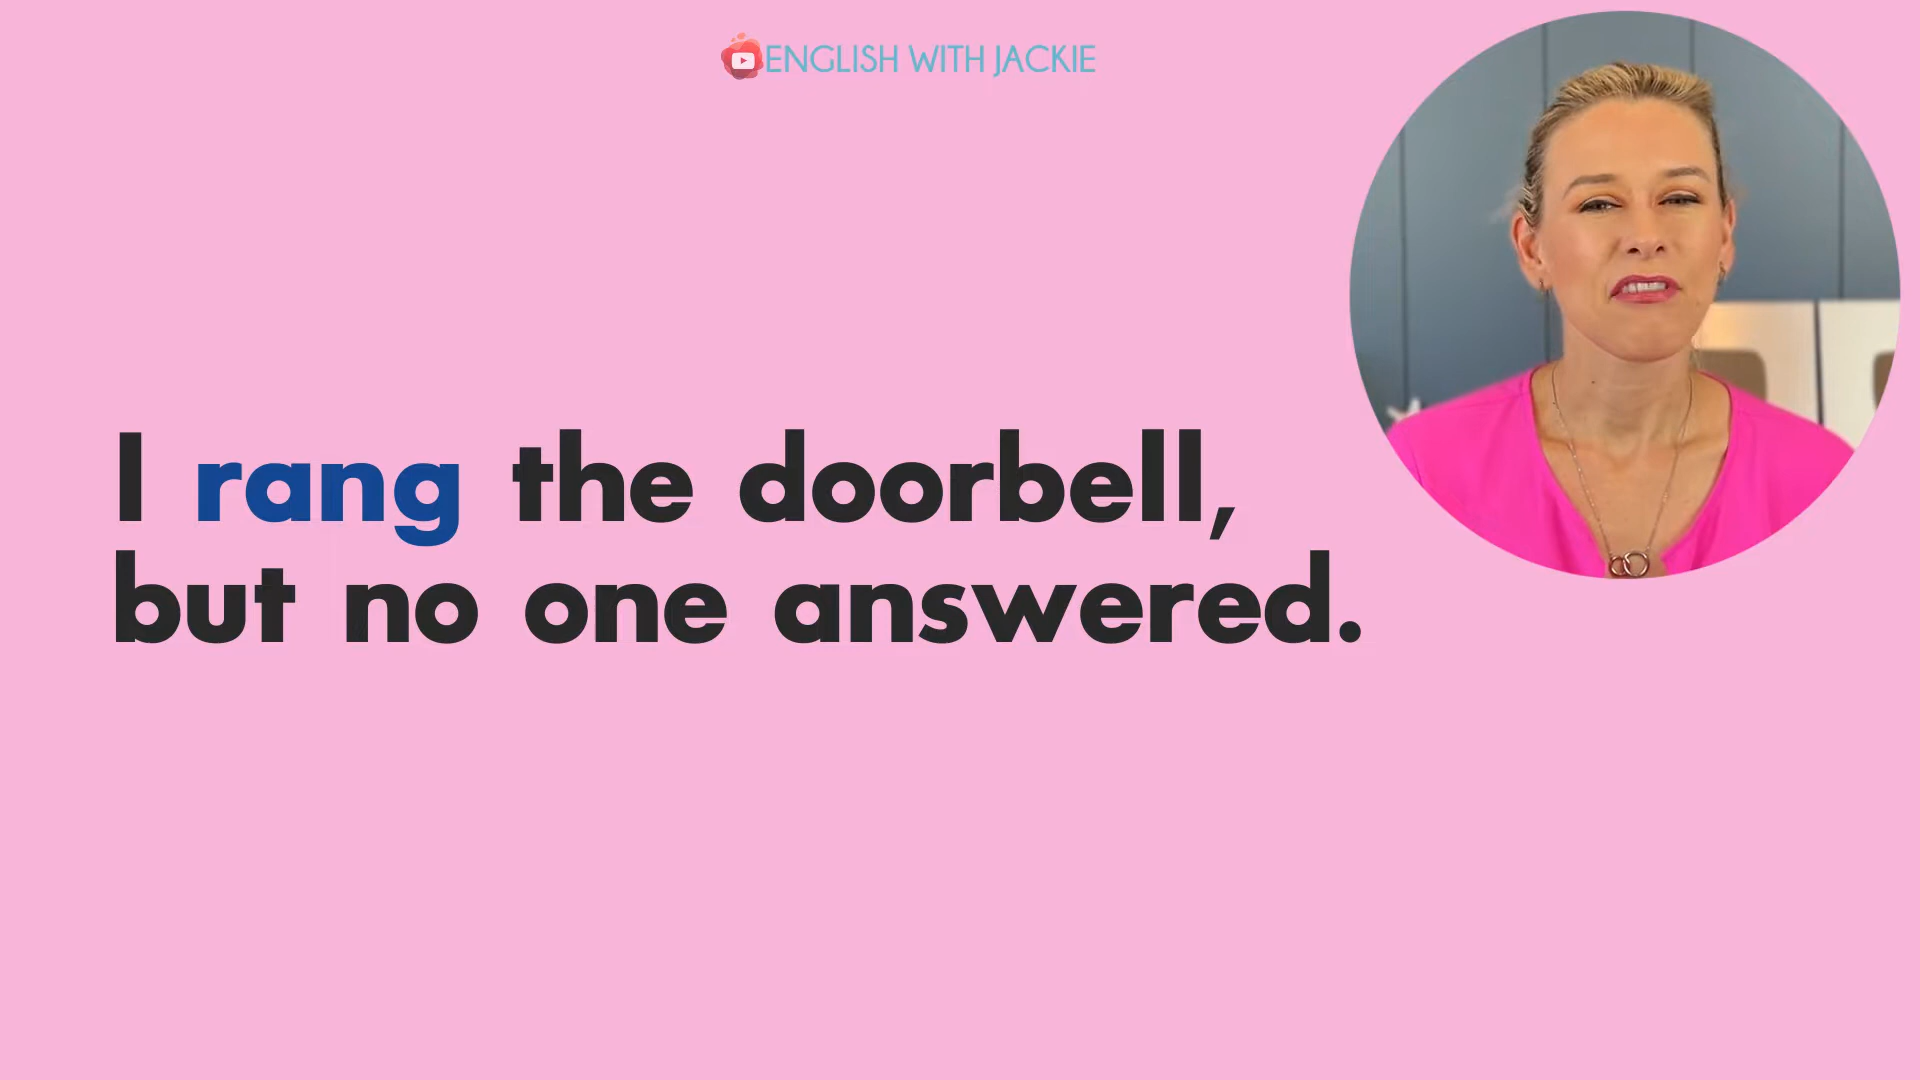 ENGLISH WITH JACKIE
I rang the doorbell,
but no one answered.